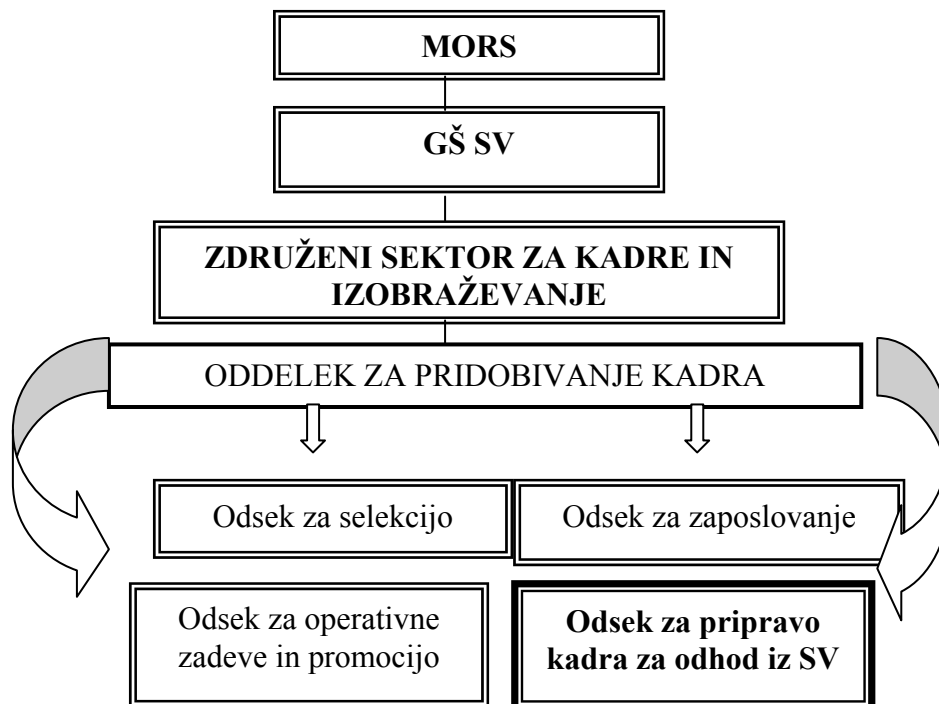 MORS
GŠ SV
ZDRUŽENI SEKTOR ZA KADRE IN
IZOBRAŽEVANJE
ODDELEK ZA PRIDOBIVANJE KADRA
Odsek za selekcijo
Odsek za zaposlovanje
Odsek za operativne
zadeve in promocijo
Odsek za pripravo
kadra za odhod iz SV